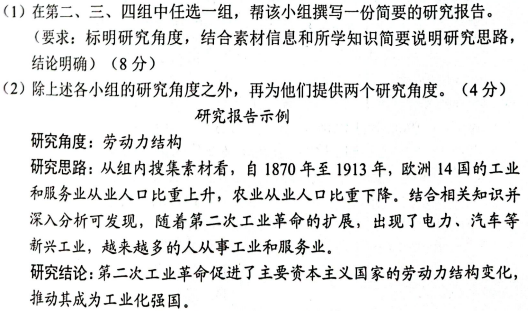 (1) 在第二、三、四组中任选一组，帮该小组撰写一份简要的研究报告。
（要求：标明研究角度，结合素材信息和所学知识简要说明研究思路，
结论明确）（8 分）
(2) 除上述各小组的研究角度之外，再为他们提供两个研究角度。（4 分）
研究报告示例
研究角度：劳动力结构
研究思路：从组内搜集素材看，自 1870 年至 1913 年，欧洲 14 国的工业
和服务业从业人口比重上升，农业从业人口比重下降。结合相关知识并
深入分析可发现，随着第二次工业革命的扩展，出现了电力、汽车等
新兴工业，越来越多的人从事工业和服务业。
研究结论：第二次工业革命促进了主要资本主义国家的劳动力结构变化，
推动其成为工业化强国。